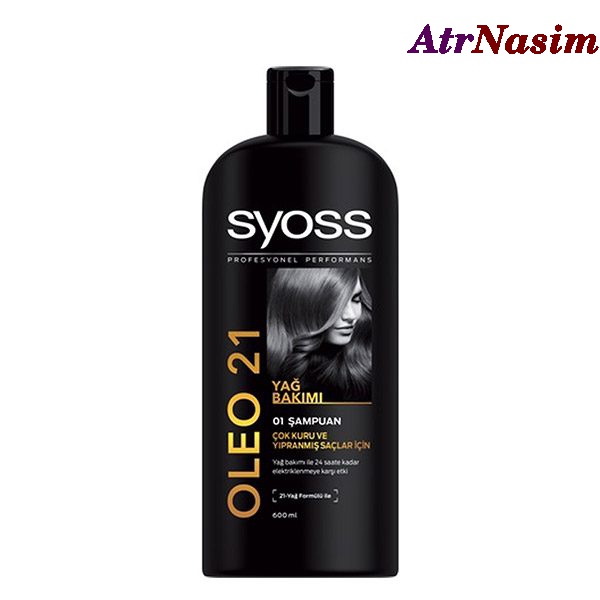 AtrNasim
syoss
PROFESYONEL PERFORMANS
OLEO 21
YAĞ
BAKIMI
01 ŞAMPUAN
ÇOK KURU VE
YIPRANMIŞ SAÇLAR İÇİN
Yağ bakımı ile 24 saate kadar
elektriklenmeye karşı etki
21-Yağ Formülü ile
600 ml